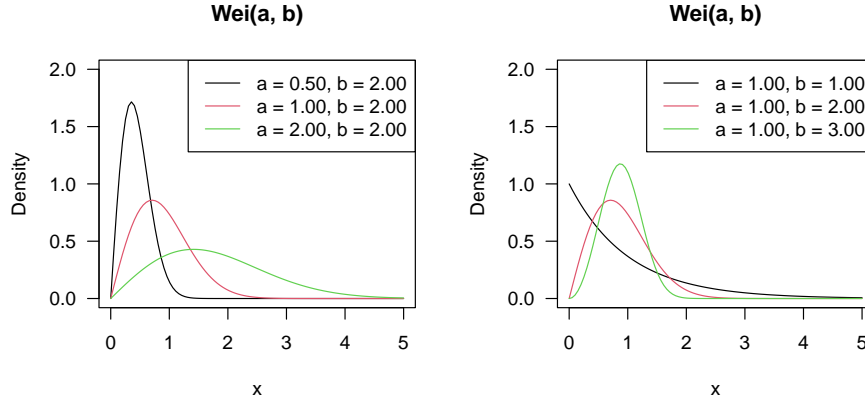 Wei(a, b)
2.0
1.5
1.0
0.5
0.0
Density
a = 0.50, b = 2.00
a = 1.00, b = 2.00
a = 2.00, b = 2.00
0 1 2 3 4 5
x
Wei(a, b)
2.0
1.5
1.0
0.5
0.0
Density
a = 1.00, b = 1.00
a = 1.00, b = 2.00
a = 1.00, b = 3.00
0 1 2 3 4 5
x